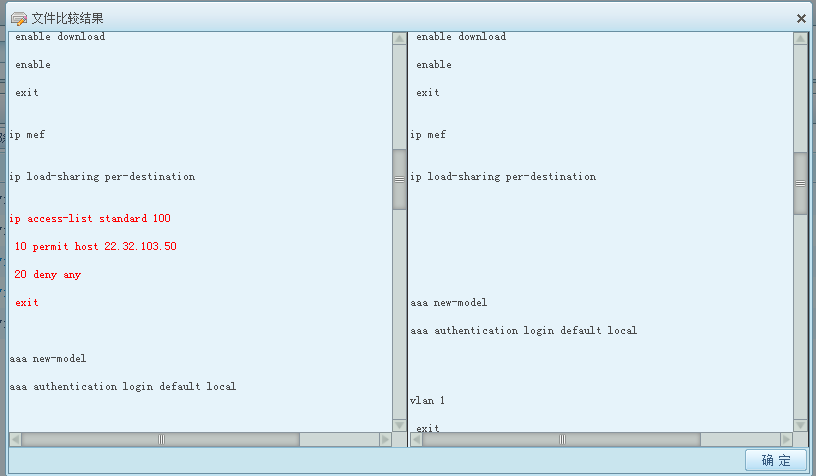 文件比较结果
enable download
enable
exit
ip mef
ip load-sharing per-destination
ip access-list standard 100
10 permit host 22.32.103.50
20 deny any
exit
aaa new-model
aaa authentication login default local
enable download
enable
exit
ip mef
ip load-sharing per-destination
aaa new-model
aaa authentication login default local
vlan 1
exit
确 定